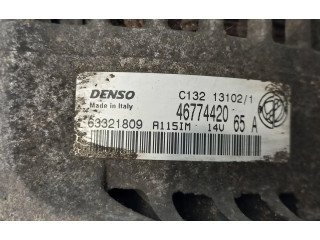 DENSO C132 13102/1
Made in Italy 46774420
63321809 A115IM 14V 65 A